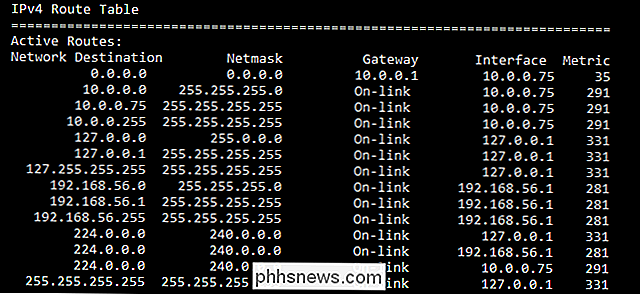 IPv4 Route Table
===========================================================================
Active Routes:
Network Destination Netmask Gateway Interface Metric
0.0.0.0 0.0.0.0 10.0.0.1 10.0.0.75 35
10.0.0.0 255.255.255.0 On-link 10.0.0.75 291
10.0.0.75 255.255.255.255 On-link 10.0.0.75 291
10.0.0.255 255.255.255.255 On-link 10.0.0.75 291
127.0.0.0 255.0.0.0 On-link 127.0.0.1 331
127.0.0.1 255.255.255.255 On-link 127.0.0.1 331
127.255.255.255 255.255.255.255 On-link 127.0.0.1 331
192.168.56.0 255.255.255.0 On-link 192.168.56.1 281
192.168.56.1 255.255.255.255 On-link 192.168.56.1 281
192.168.56.255 255.255.255.255 On-link 192.168.56.1 281
224.0.0.0 240.0.0.0 On-link 127.0.0.1 331
224.0.0.0 240.0.0.0 On-link 192.168.56.1 281
224.0.0.0 On-link 10.0.0.75 291
255.255.255.255 127.0.0.1 331
phhsnews.com